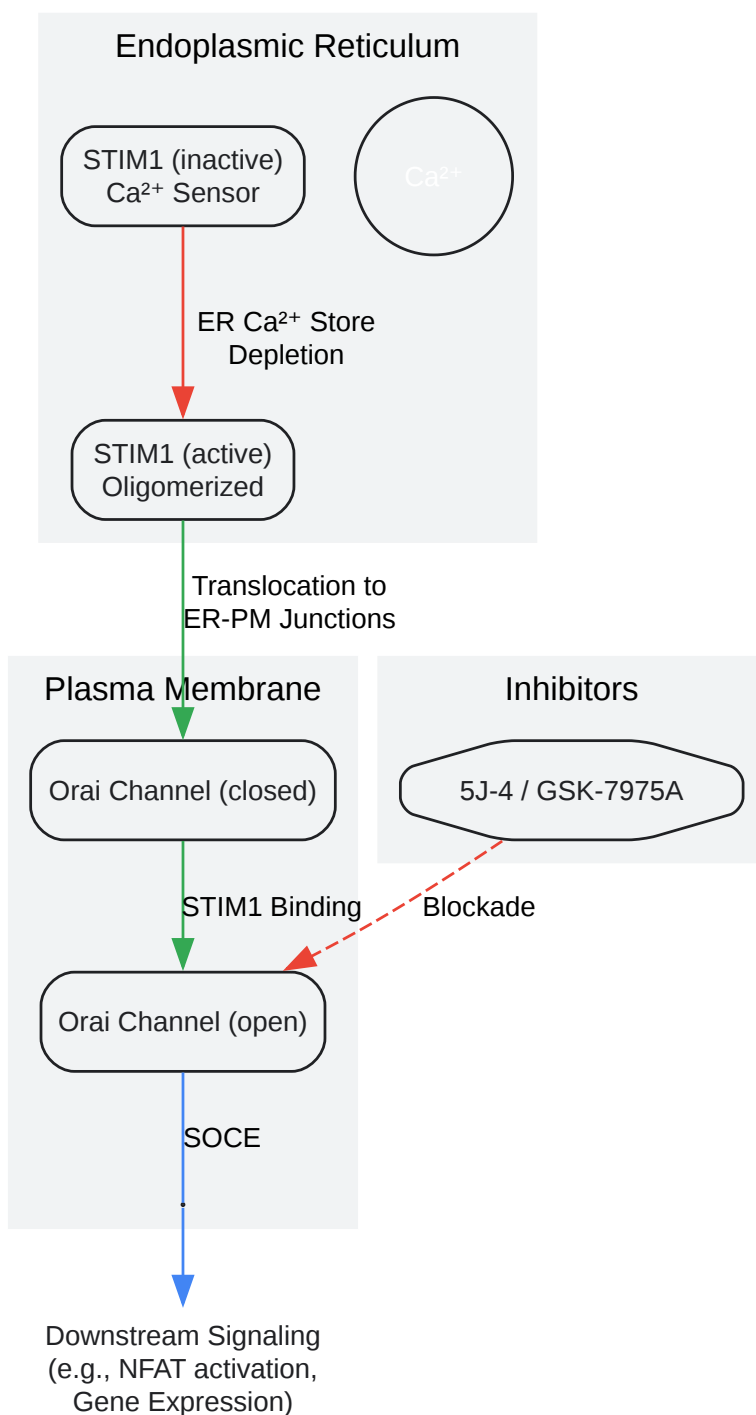 Endoplasmic Reticulum
STIM1 (inactive)
Ca²⁺ Sensor
Ca²⁺
ER Ca²⁺ Store
Depletion
STIM1 (active)
Oligomerized
Translocation to
ER-PM Junctions
Plasma Membrane
Inhibitors
Orai Channel (closed)
5J-4 / GSK-7975A
STIM1 Binding
Blockade
Orai Channel (open)
SOCE
Downstream Signaling
(e.g., NFAT activation,
Gene Expression)